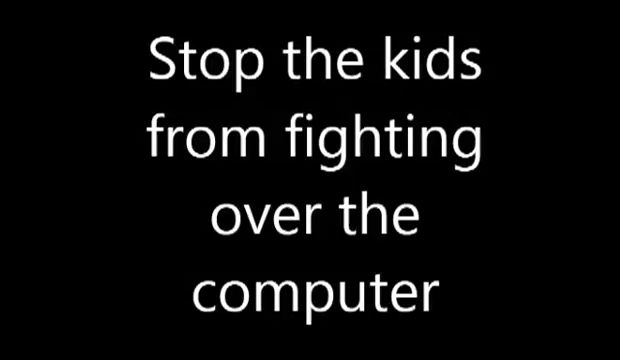 Stop the kids
from fighting
over the
computer